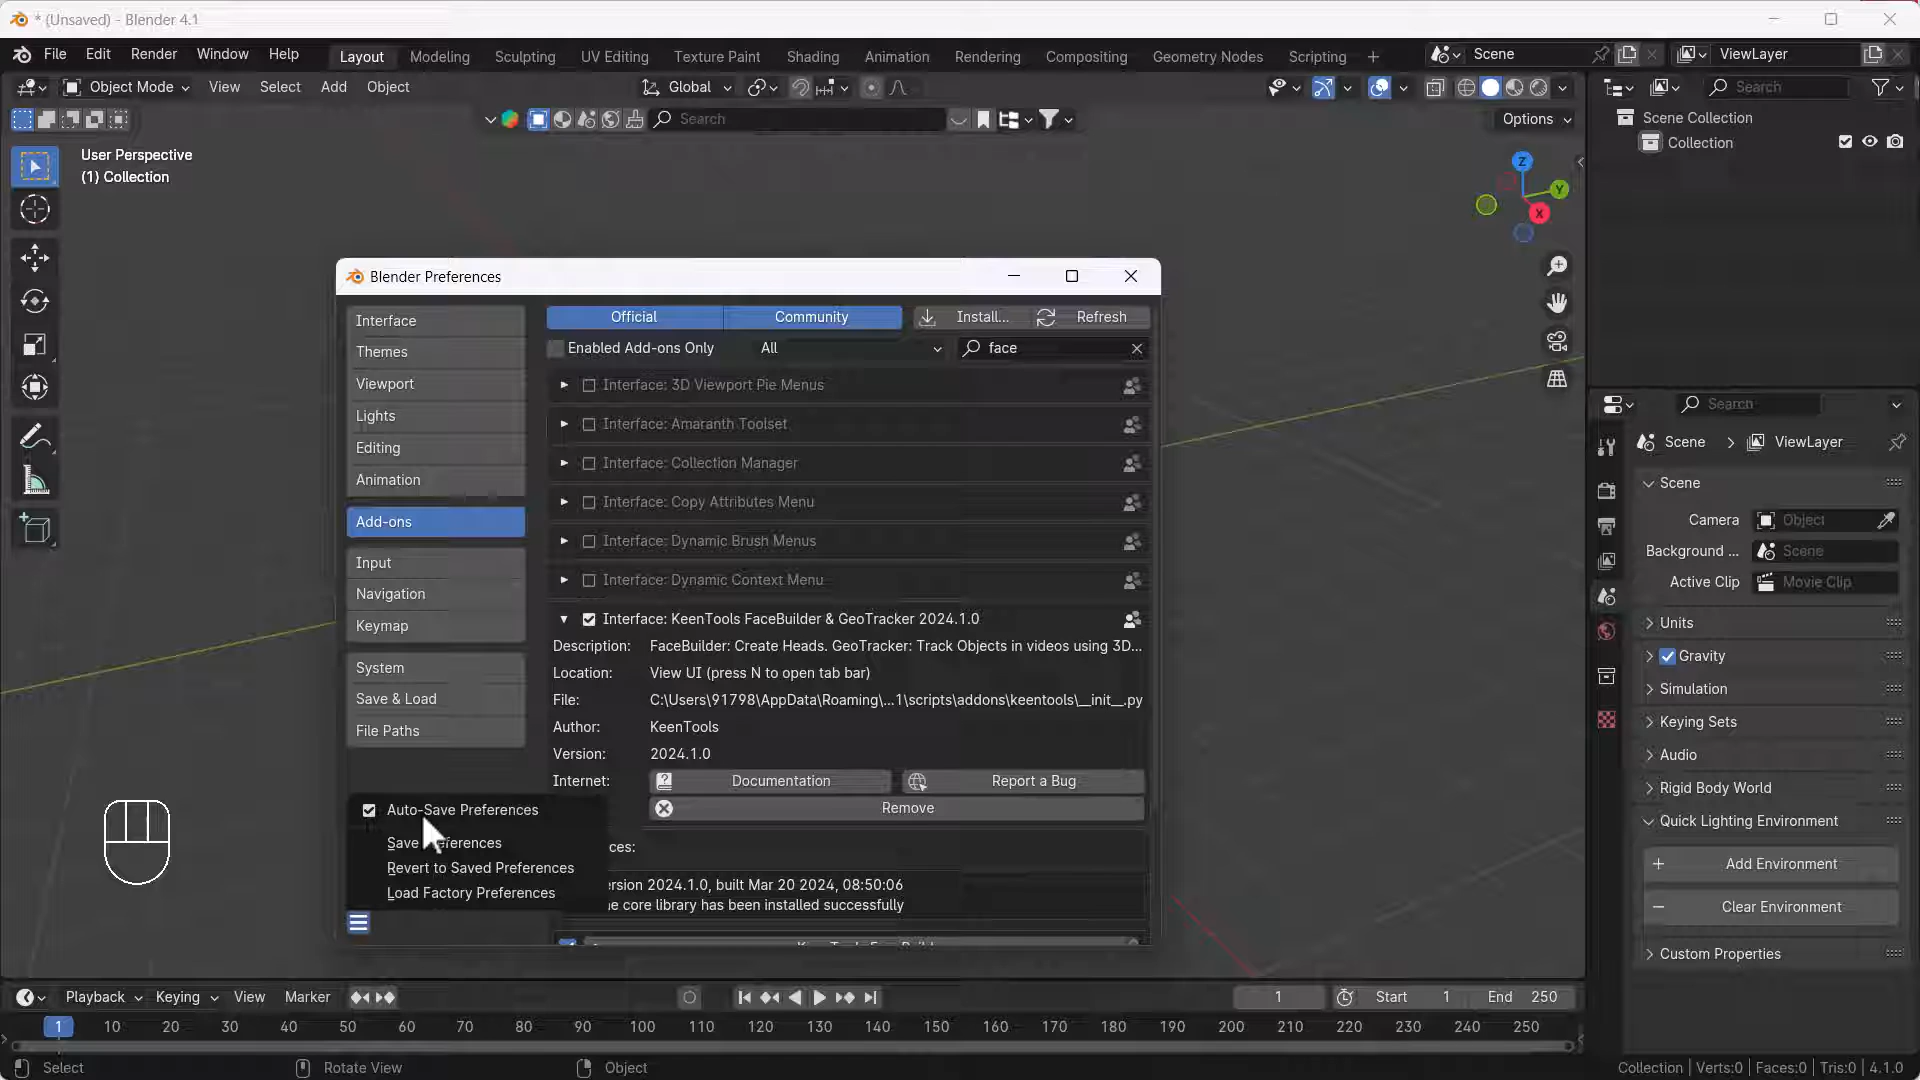 * (Unsaved) - Blender 4.1
File Edit Render Window Help Layout Modeling Sculpting UV Editing Texture Paint Shading Animation Rendering Compositing Geometry Nodes Scripting + Scene ViewLayer
Object Mode View Select Add Object Global Search
Search Options
User Perspective
(1) Collection
Scene Collection
Collection
Z
Y
X
Blender Preferences
Interface
Themes
Viewport
Lights
Editing
Animation
Add-ons
Input
Navigation
Keymap
System
Save & Load
File Paths
Official Community Install... Refresh
Enabled Add-ons Only All face
Interface: 3D Viewport Pie Menus
Interface: Amaranth Toolset
Interface: Collection Manager
Interface: Copy Attributes Menu
Interface: Dynamic Brush Menus
Interface: Dynamic Context Menu
Interface: KeenTools FaceBuilder & GeoTracker 2024.1.0
Description: FaceBuilder: Create Heads. GeoTracker: Track Objects in videos using 3D...
Location: View UI (press N to open tab bar)
File: C:\Users\91798\AppData\Roaming\...1\scripts\addons\keentools\__init__.py
Author: KeenTools
Version: 2024.1.0
Internet: Documentation Report a Bug
Remove
ces:
ersion 2024.1.0, built Mar 20 2024, 08:50:06
e core library has been installed successfully
Auto-Save Preferences
Save erences
Revert to Saved Preferences
Load Factory Preferences
Search
Scene > ViewLayer
Scene
Camera Object
Background ... Scene
Active Clip Movie Clip
Units
Gravity
Simulation
Keying Sets
Audio
Rigid Body World
Quick Lighting Environment
+ Add Environment
− Clear Environment
Custom Properties
Playback Keying View Marker 1 Start 1 End 250
1 10 20 30 40 50 60 70 80 90 100 110 120 130 140 150 160 170 180 190 200 210 220 230 240 250
Select Rotate View Object Collection | Verts:0 | Faces:0 | Tris:0 | 4.1.0